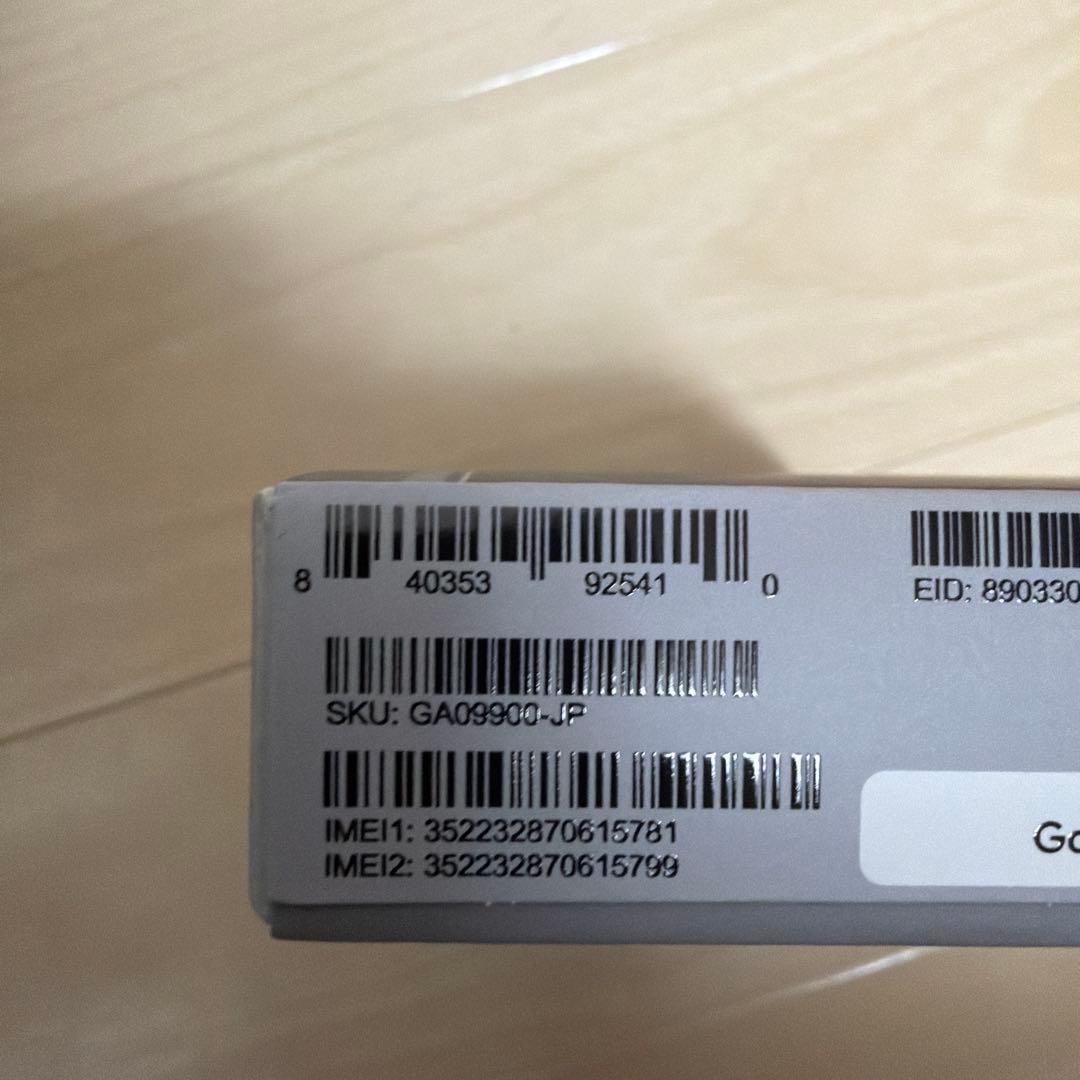 8 40353 92541 0
SKU: GA09900-JP
IMEI1: 352232870615781
IMEI2: 352232870615799
EID: 890330
Go